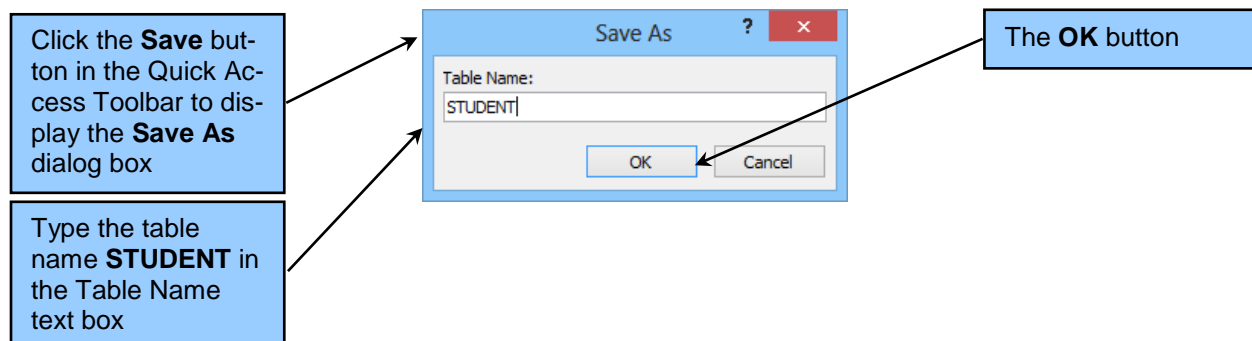 Click the Save but-
ton in the Quick Ac-
cess Toolbar to dis-
play the Save As
dialog box
Type the table
name STUDENT in
the Table Name
text box
Save As ? ×
Table Name:
STUDENT
OK Cancel
The OK button